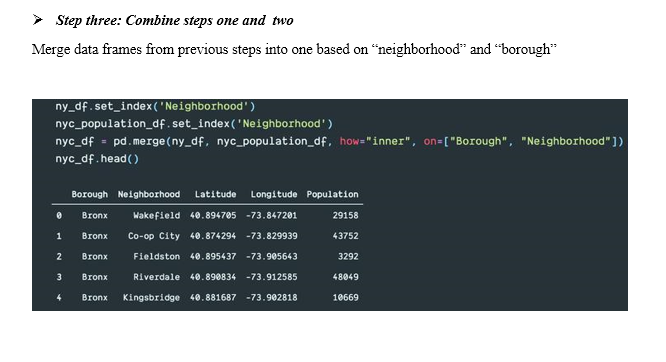 ➤ Step three: Combine steps one and two
Merge data frames from previous steps into one based on “neighborhood” and “borough”
ny_df.set_index('Neighborhood')
nyc_population_df.set_index('Neighborhood')
nyc_df = pd.merge(ny_df, nyc_population_df, how="inner", on=["Borough", "Neighborhood"])
nyc_df.head()
Borough Neighborhood Latitude Longitude Population
0 Bronx Wakefield 40.894705 -73.847201 29158
1 Bronx Co-op City 40.874294 -73.829939 43752
2 Bronx Fieldston 40.895437 -73.905643 3292
3 Bronx Riverdale 40.890834 -73.912585 48049
4 Bronx Kingsbridge 40.881687 -73.902818 10669